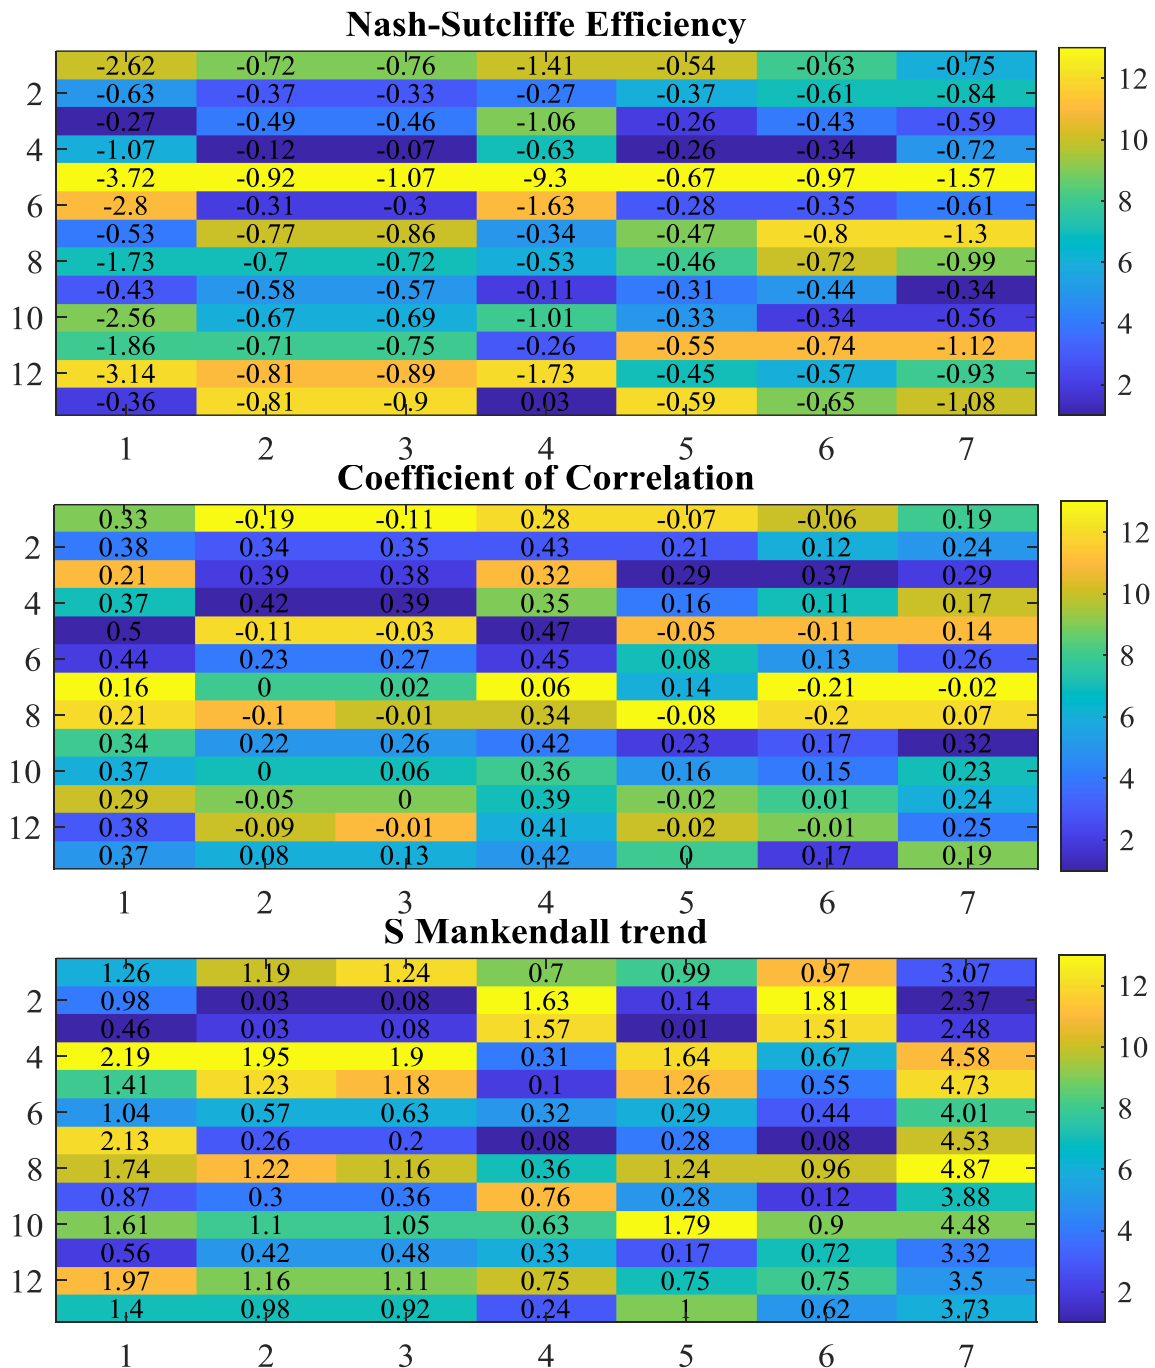 Nash-Sutcliffe Efficiency
-2.62 -0.72 -0.76 -1.41 -0.54 -0.63 -0.75
2 -0.63 -0.37 -0.33 -0.27 -0.37 -0.61 -0.84 12
-0.27 -0.49 -0.46 -1.06 -0.26 -0.43 -0.59
4 -1.07 -0.12 -0.07 -0.63 -0.26 -0.34 -0.72 10
-3.72 -0.92 -1.07 -9.3 -0.67 -0.97 -1.57
6 -2.8 -0.31 -0.3 -1.63 -0.28 -0.35 -0.61 8
-0.53 -0.77 -0.86 -0.34 -0.47 -0.8 -1.3
8 -1.73 -0.7 -0.72 -0.53 -0.46 -0.72 -0.99 6
-0.43 -0.58 -0.57 -0.11 -0.31 -0.44 -0.34
10 -2.56 -0.67 -0.69 -1.01 -0.33 -0.34 -0.56 4
-1.86 -0.71 -0.75 -0.26 -0.55 -0.74 -1.12
12 -3.14 -0.81 -0.89 -1.73 -0.45 -0.57 -0.93 2
-0.36 -0.81 -0.9 0.03 -0.59 -0.65 -1.08
1 2 3 4 5 6 7
Coefficient of Correlation
0.33 -0.19 -0.11 0.28 -0.07 -0.06 0.19
2 0.38 0.34 0.35 0.43 0.21 0.12 0.24 12
0.21 0.39 0.38 0.32 0.29 0.37 0.29
4 0.37 0.42 0.39 0.35 0.16 0.11 0.17 10
0.5 -0.11 -0.03 0.47 -0.05 -0.11 0.14
6 0.44 0.23 0.27 0.45 0.08 0.13 0.26 8
0.16 0 0.02 0.06 0.14 -0.21 -0.02
8 0.21 -0.1 -0.01 0.34 -0.08 -0.2 0.07 6
0.34 0.22 0.26 0.42 0.23 0.17 0.32
10 0.37 0 0.06 0.36 0.16 0.15 0.23 4
0.29 -0.05 0 0.39 -0.02 0.01 0.24
12 0.38 -0.09 -0.01 0.41 -0.02 -0.01 0.25 2
0.37 0.08 0.13 0.42 0 0.17 0.19
1 2 3 4 5 6 7
S Mankendall trend
1.26 1.19 1.24 0.7 0.99 0.97 3.07
2 0.98 0.03 0.08 1.63 0.14 1.81 2.37 12
0.46 0.03 0.08 1.57 0.01 1.51 2.48
4 2.19 1.95 1.9 0.31 1.64 0.67 4.58 10
1.41 1.23 1.18 0.1 1.26 0.55 4.73
6 1.04 0.57 0.63 0.32 0.29 0.44 4.01 8
2.13 0.26 0.2 0.08 0.28 0.08 4.53
8 1.74 1.22 1.16 0.36 1.24 0.96 4.87 6
0.87 0.3 0.36 0.76 0.28 0.12 3.88
10 1.61 1.1 1.05 0.63 1.79 0.9 4.48 4
0.56 0.42 0.48 0.33 0.17 0.72 3.32
12 1.97 1.16 1.11 0.75 0.75 0.75 3.5 2
1.4 0.98 0.92 0.24 1 0.62 3.73
1 2 3 4 5 6 7